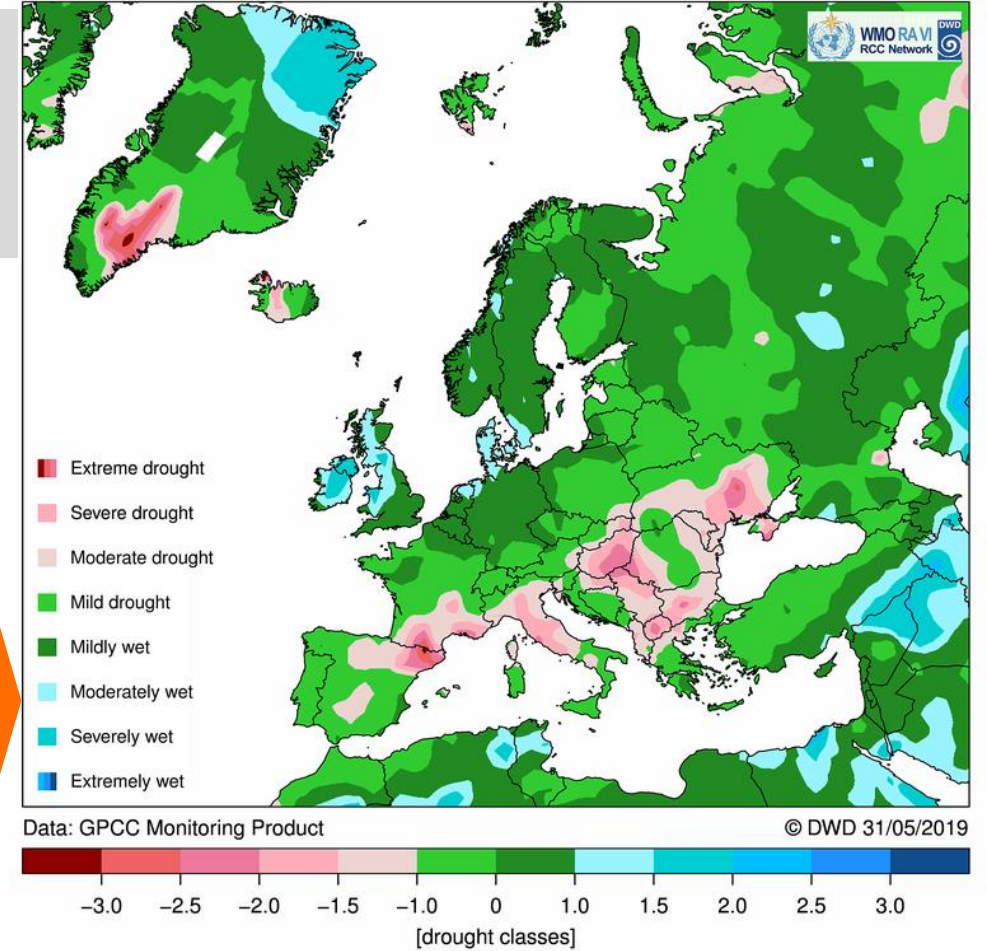 WMO RA VI
RCC Network
DWD
Extreme drought
Severe drought
Moderate drought
Mild drought
Mildly wet
Moderately wet
Severely wet
Extremely wet
Data: GPCC Monitoring Product
© DWD 31/05/2019
−3.0 −2.5 −2.0 −1.5 −1.0 0 1.0 1.5 2.0 2.5 3.0
[drought classes]